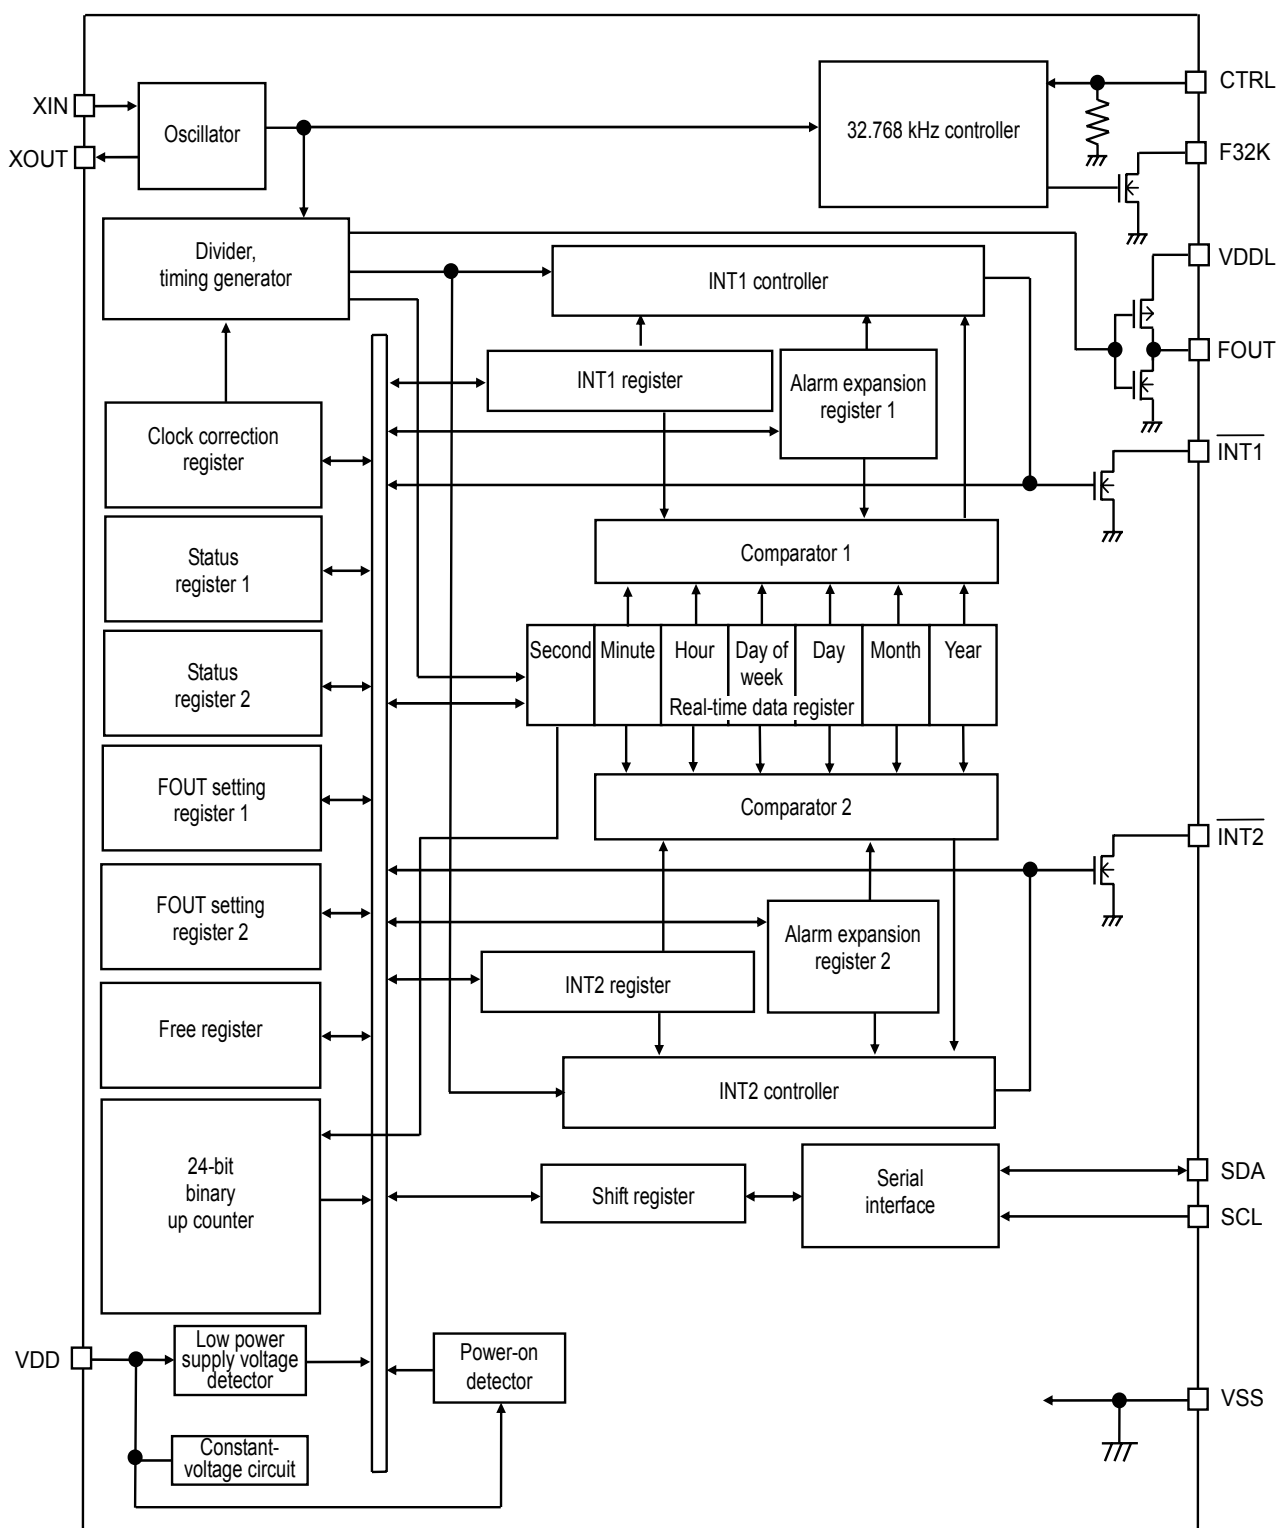 XIN
XOUT
Oscillator
32.768 kHz controller
CTRL
F32K
Divider,
timing generator
INT1 controller
VDDL
FOUT
INT1 register
Alarm expansion
register 1
Clock correction
register
INT1
Status
register 1
Comparator 1
Second
Minute
Hour
Day of
week
Day
Month
Year
Real-time data register
Status
register 2
FOUT setting
register 1
Comparator 2
INT2
FOUT setting
register 2
Alarm expansion
register 2
INT2 register
Free register
INT2 controller
24-bit
binary
up counter
Shift register
Serial
interface
SDA
SCL
VDD
Low power
supply voltage
detector
Power-on
detector
VSS
Constant-
voltage circuit